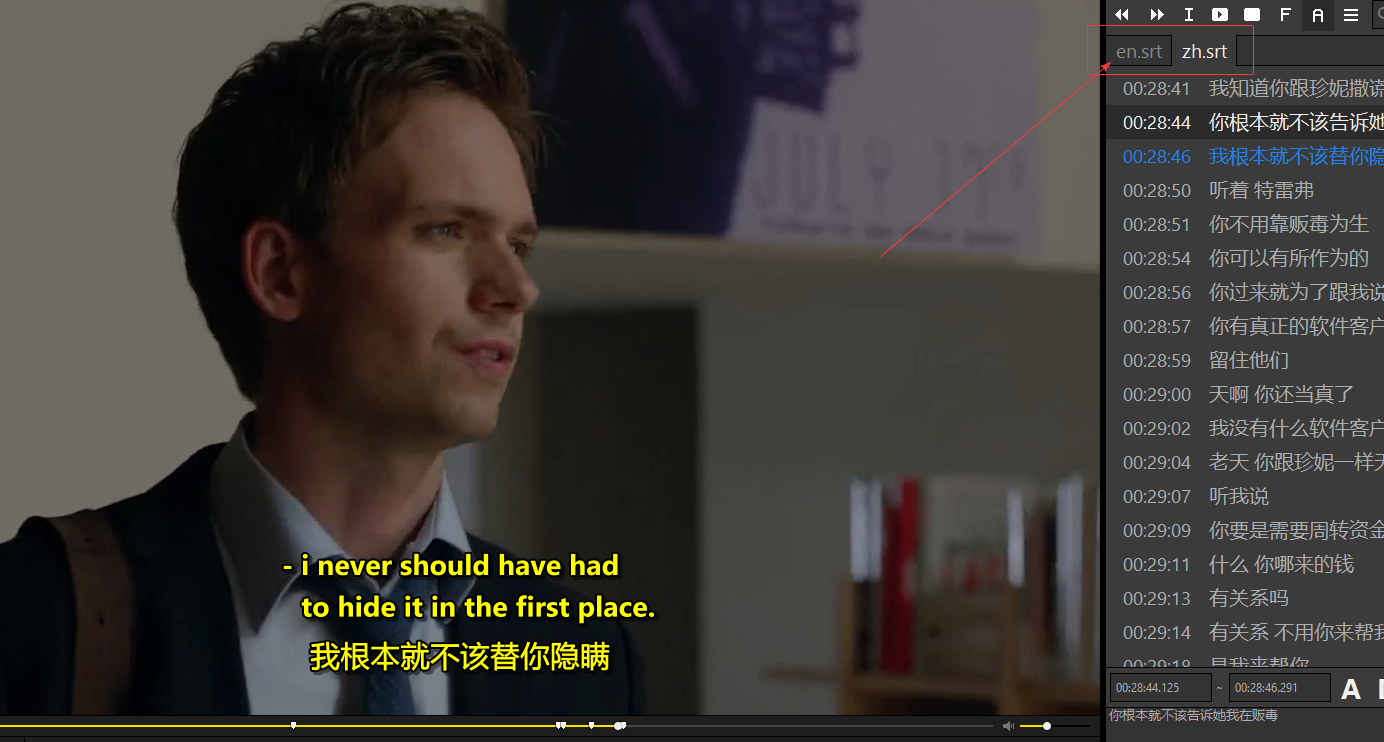 JULY
I F A
en.srt zh.srt
00:28:41 我知道你跟珍妮撒谎
00:28:44 你根本就不该告诉她
00:28:46 我根本就不该替你隐
00:28:50 听着 特雷弗
00:28:51 你不用靠贩毒为生
00:28:54 你可以有所作为的
00:28:56 你过来就为了跟我说
00:28:57 你有真正的软件客户
00:28:59 留住他们
00:29:00 天啊 你还当真了
00:29:02 我没有什么软件客户
00:29:04 老天 你跟珍妮一样天
00:29:07 听我说
00:29:09 你要是需要周转资金
00:29:11 什么 你哪来的钱
00:29:13 有关系吗
00:29:14 有关系 不用你来帮我
00:29:18 是我来帮你
- i never should have had
to hide it in the first place.
我根本就不该替你隐瞒
00:28:44.125 ~ 00:28:46.291 A
你根本就不该告诉她我在贩毒